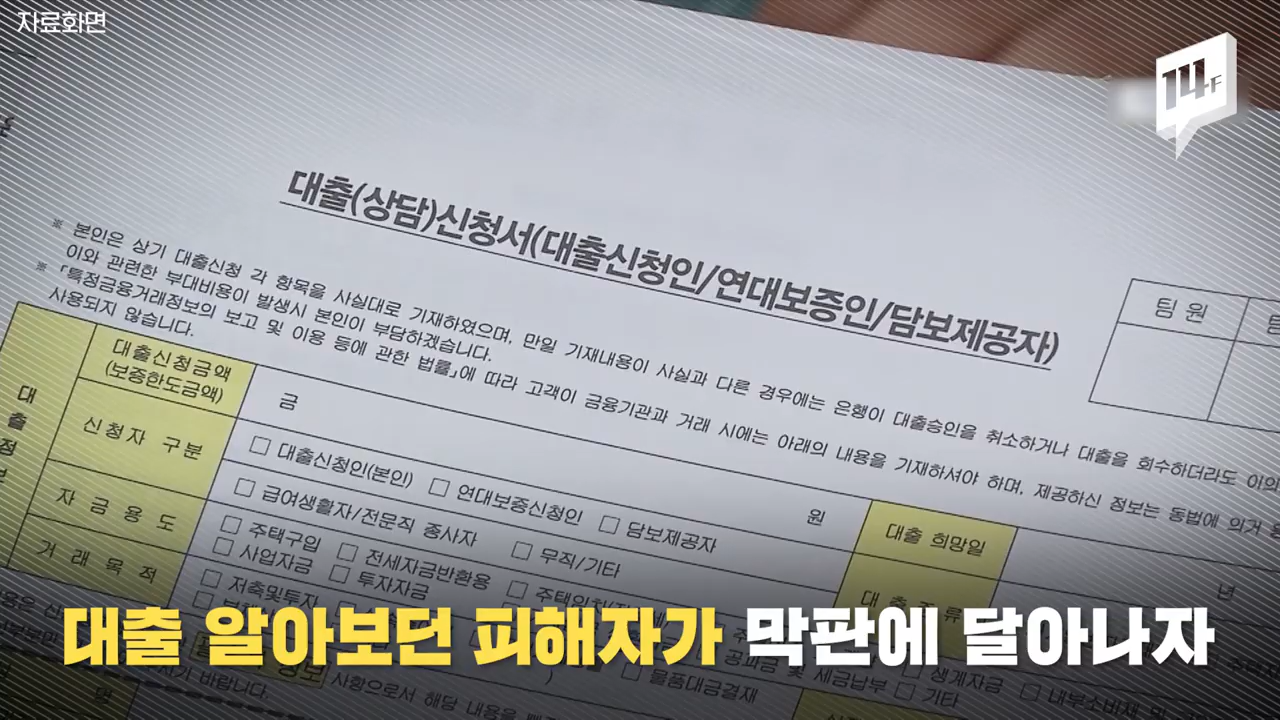 자료화면
14F
대출(상담)신청서(대출신청인/연대보증인/담보제공자)
※ 본인은 상기 대출신청 각 항목을 사실대로 기재하였으며, 만일 기재내용이 사실과 다른 경우에는 은행이 대출승인을 취소하거나 대출을 회수하더라도 이의
이와 관련한 부대비용이 발생시 본인이 부담하겠습니다.
※ 「특정금융거래정보의 보고 및 이용 등에 관한 법률」에 따라 고객이 금융기관과 거래 시에는 아래의 내용을 기재하셔야 하며, 제공하신 정보는 동법에 의거
사용되지 않습니다.
팀 원
대출신청금액
(보증한도금액)
금
원
대출 희망일
년
신청자 구분
□ 대출신청인(본인) □ 연대보증신청인 □ 담보제공자
□ 급여생활자/전문직 종사자 □ 무직/기타
자 금 용 도
□ 주택구입 □ 전세자금반환용
□ 사업자금 □ 투자자금
거 래 목 적
□ 저축및투자
공과금 및 세금납부 □ 생계자금
□ 물품대금결재 □ 기타
대출 알아보던 피해자가 막판에 달아나자
바랍니다.
사항으로서 해당 내용을